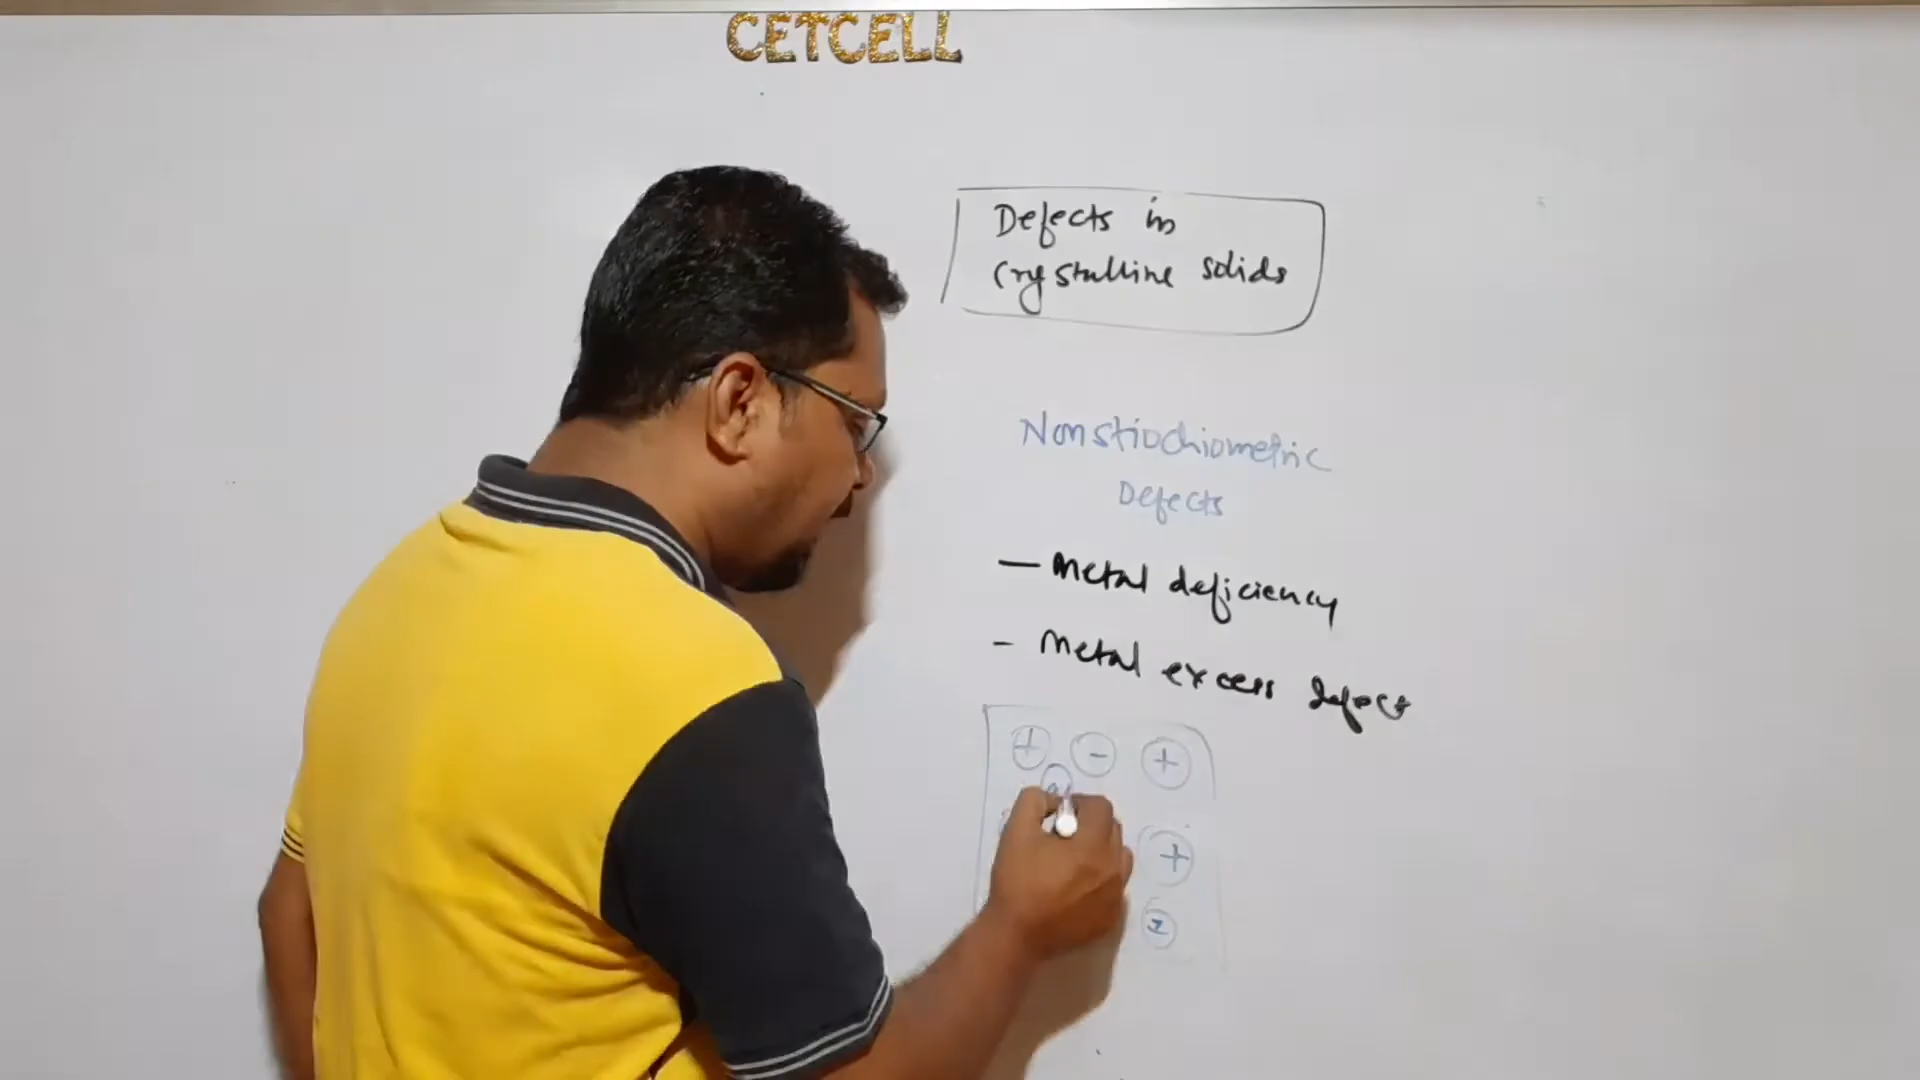 CETCELL
Defects in
Crystalline solids
Nonstiochiometric
Defects
— Metal deficiency
- Metal excess defect
+ - +
+